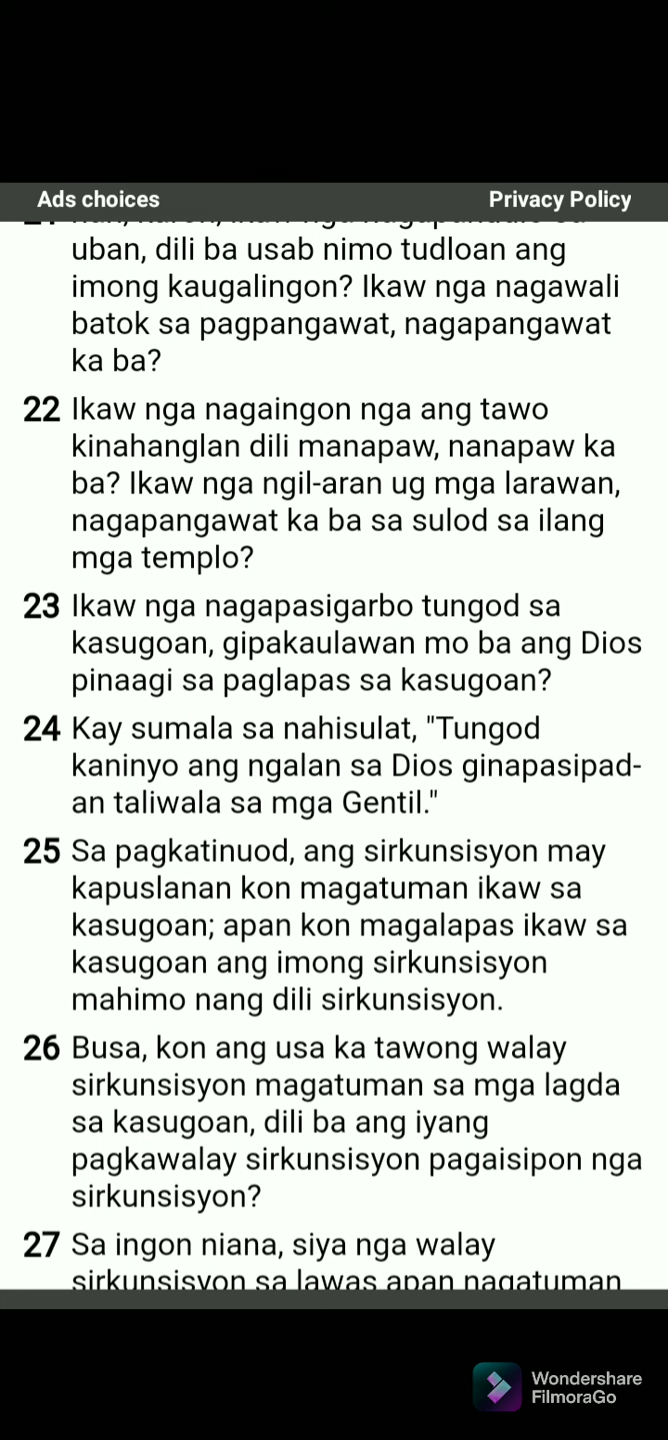 Ads choices Privacy Policy
uban, dili ba usab nimo tudloan ang
imong kaugalingon? Ikaw nga nagawali
batok sa pagpangawat, nagapangawat
ka ba?
22 Ikaw nga nagaingon nga ang tawo
kinahanglan dili manapaw, nanapaw ka
ba? Ikaw nga ngil-aran ug mga larawan,
nagapangawat ka ba sa sulod sa ilang
mga templo?
23 Ikaw nga nagapasigarbo tungod sa
kasugoan, gipakaulawan mo ba ang Dios
pinaagi sa paglapas sa kasugoan?
24 Kay sumala sa nahisulat, "Tungod
kaninyo ang ngalan sa Dios ginapasipad-
an taliwala sa mga Gentil."
25 Sa pagkatinuod, ang sirkunsisyon may
kapuslanan kon magatuman ikaw sa
kasugoan; apan kon magalapas ikaw sa
kasugoan ang imong sirkunsisyon
mahimo nang dili sirkunsisyon.
26 Busa, kon ang usa ka tawong walay
sirkunsisyon magatuman sa mga lagda
sa kasugoan, dili ba ang iyang
pagkawalay sirkunsisyon pagaisipon nga
sirkunsisyon?
27 Sa ingon niana, siya nga walay
sirkunsisyon sa lawas apan nagatuman
Wondershare
FilmoraGo